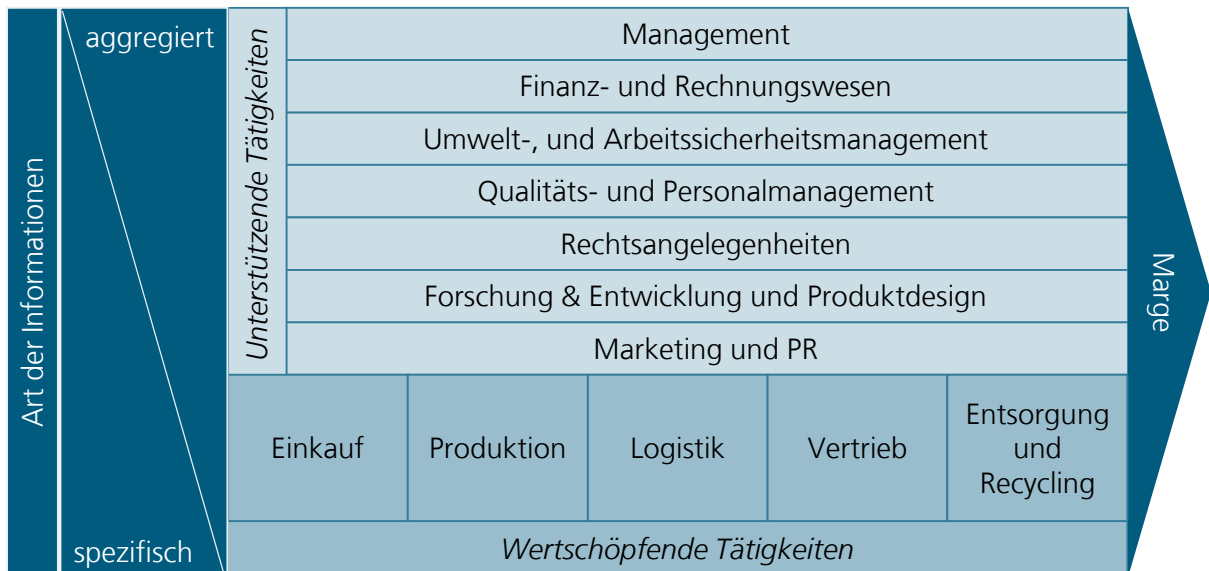 Art der Informationen
aggregiert
spezifisch
Unterstützende Tätigkeiten
Management
Finanz- und Rechnungswesen
Umwelt-, und Arbeitssicherheitsmanagement
Qualitäts- und Personalmanagement
Rechtsangelegenheiten
Forschung & Entwicklung und Produktdesign
Marketing und PR
Einkauf
Produktion
Logistik
Vertrieb
Entsorgung
und
Recycling
Wertschöpfende Tätigkeiten
Marge